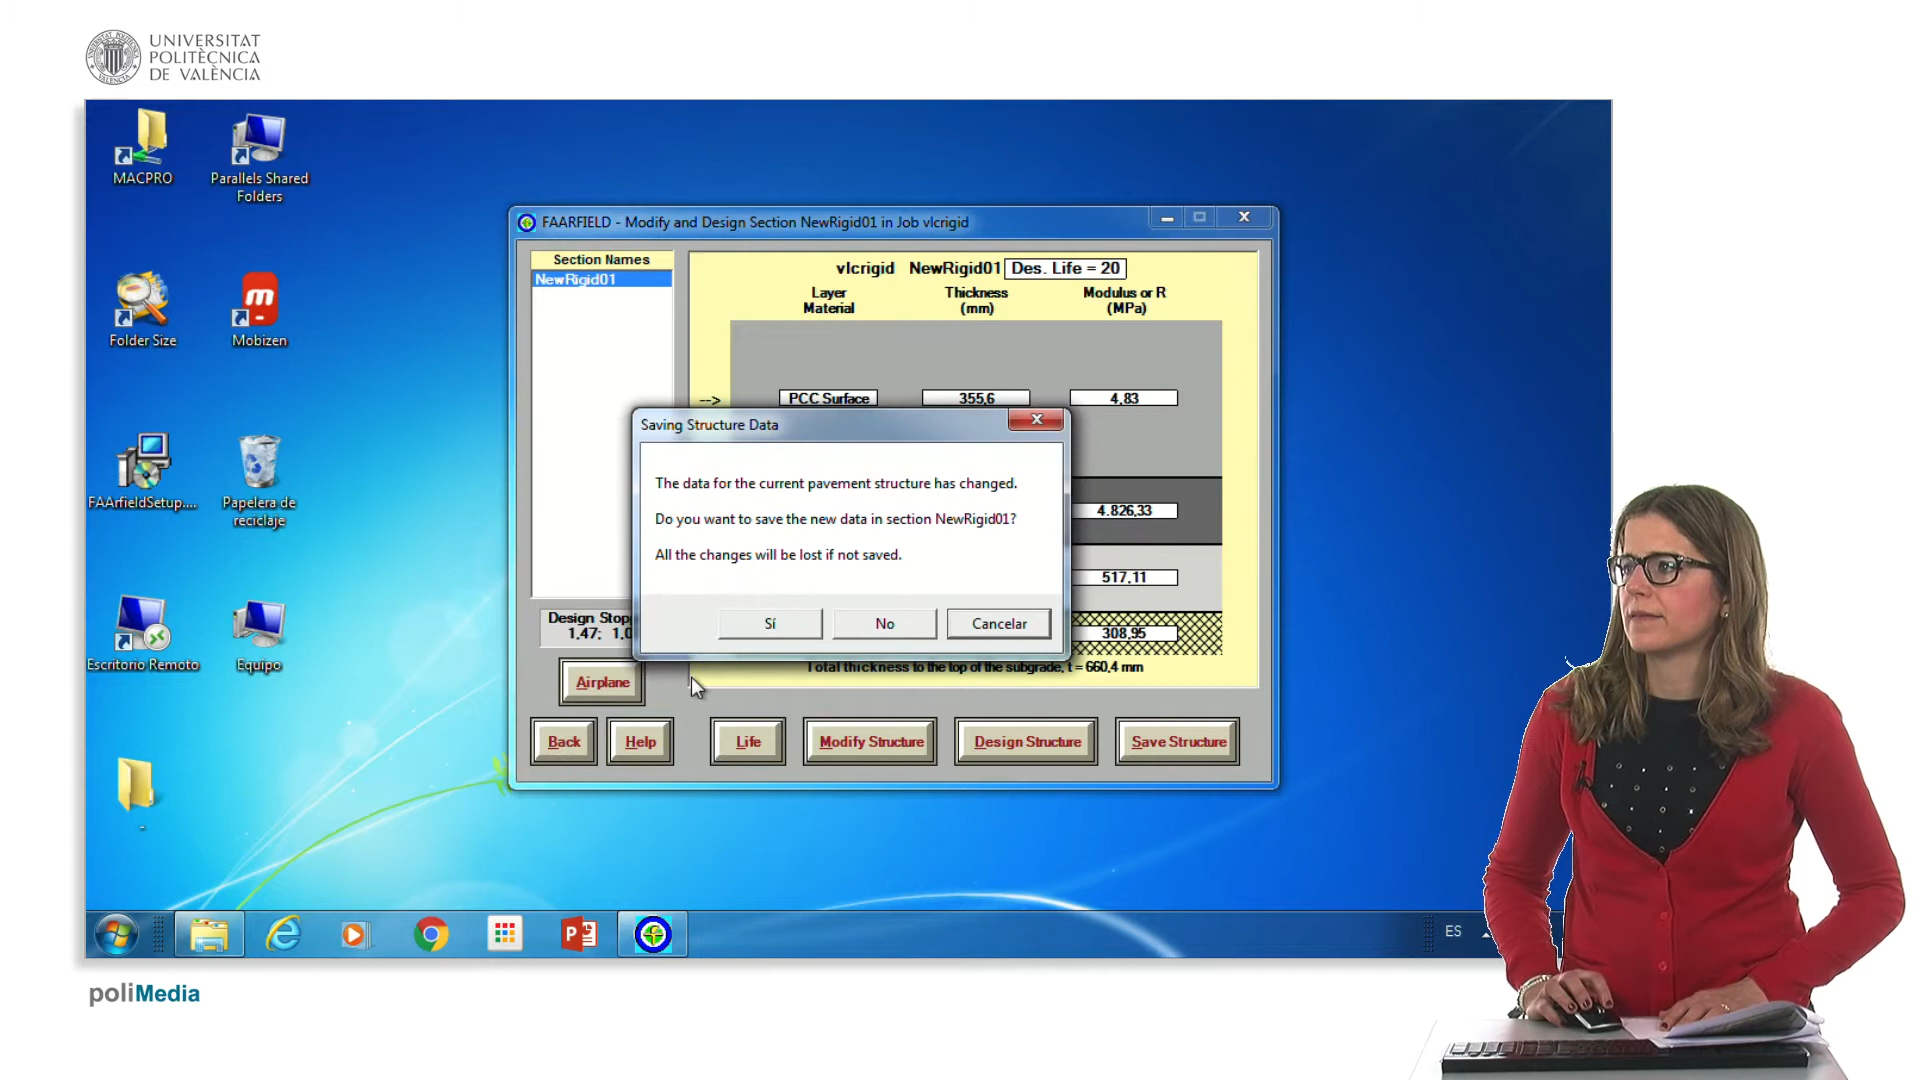 UNIVERSITAT
POLITÈCNICA
DE VALÈNCIA
MACPRO
Parallels Shared
Folders
Folder Size
Mobizen
FAArfieldSetup....
Papelera de
reciclaje
Escritorio Remoto
Equipo
-
FAARFIELD - Modify and Design Section NewRigid01 in Job vlcrigid
Section Names
NewRigid01
vlcrigid NewRigid01 Des. Life = 20
Layer
Material
Thickness
(mm)
Modulus or R
(MPa)
--> PCC Surface 355,6 4,83
4.826,33
517,11
308,95
Total thickness to the top of the subgrade, t = 660,4 mm
Saving Structure Data
The data for the current pavement structure has changed.
Do you want to save the new data in section NewRigid01?
All the changes will be lost if not saved.
Sí No Cancelar
Design Stop
1,47; 1,0
Airplane
Back Help Life Modify Structure Design Structure Save Structure
ES
poliMedia